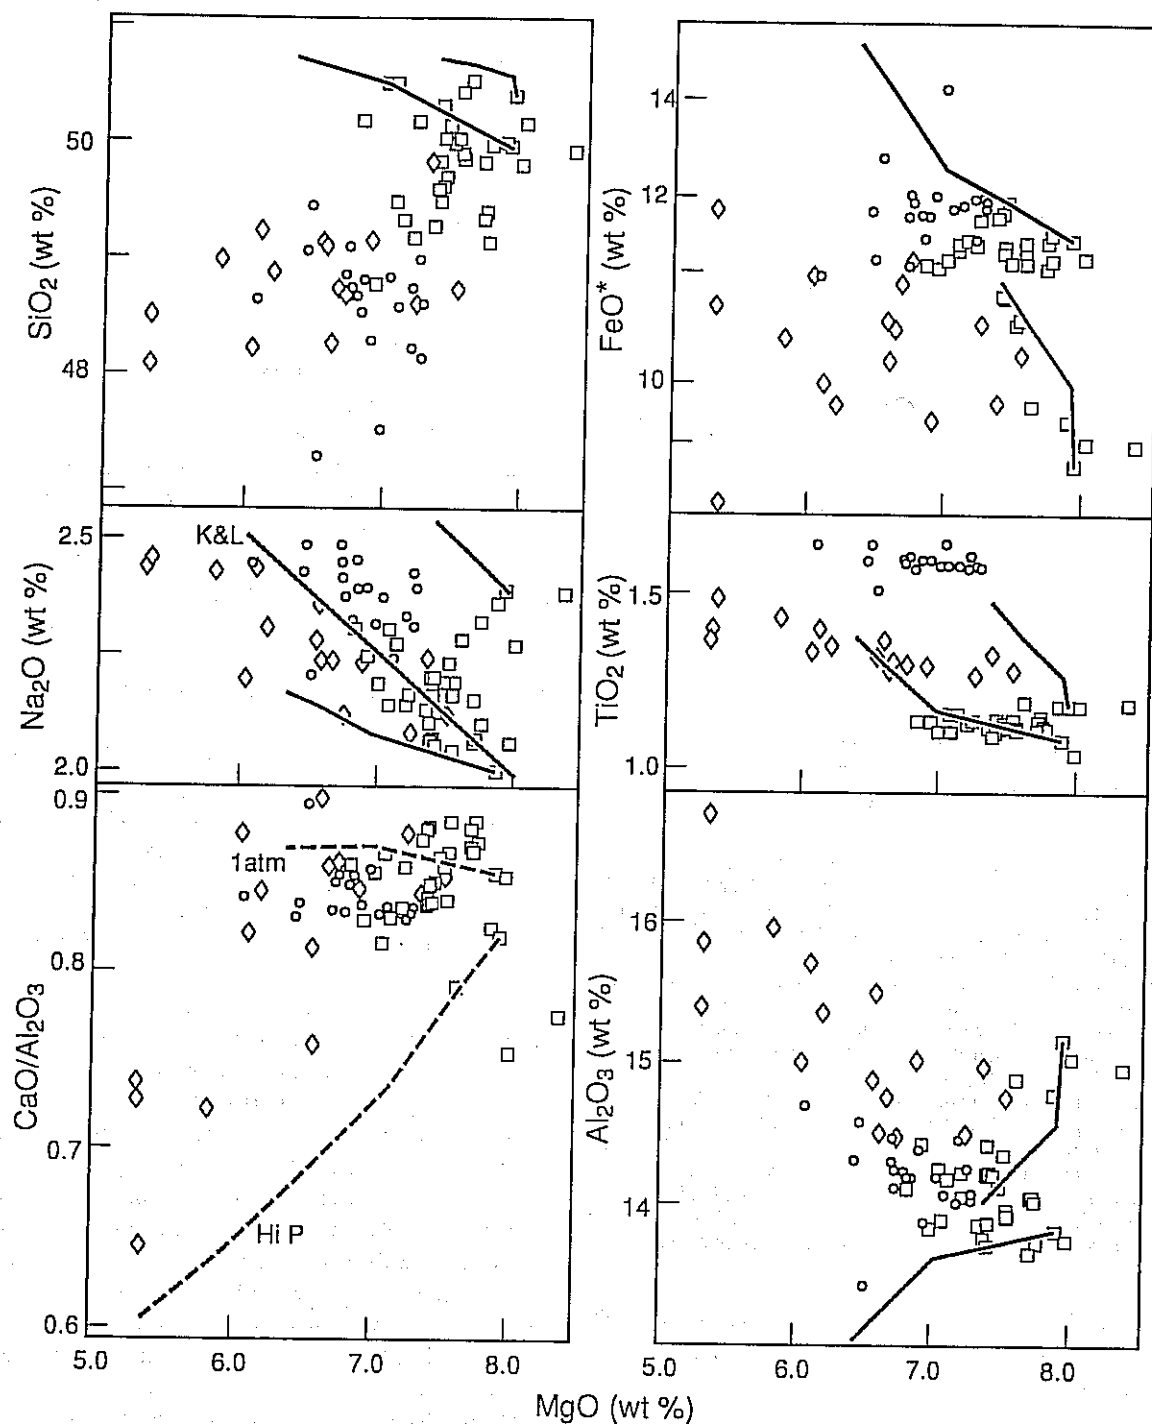 SiO₂ (wt %)
50
48
FeO* (wt %)
14
12
10
Na₂O (wt %)
2.5
2.0
K&L
TiO₂ (wt %)
1.5
1.0
CaO/Al₂O₃
0.9
0.8
0.7
0.6
1atm
Hi P
Al₂O₃ (wt %)
16
15
14
5.0 6.0 7.0 8.0
5.0 6.0 7.0 8.0
MgO (wt %)